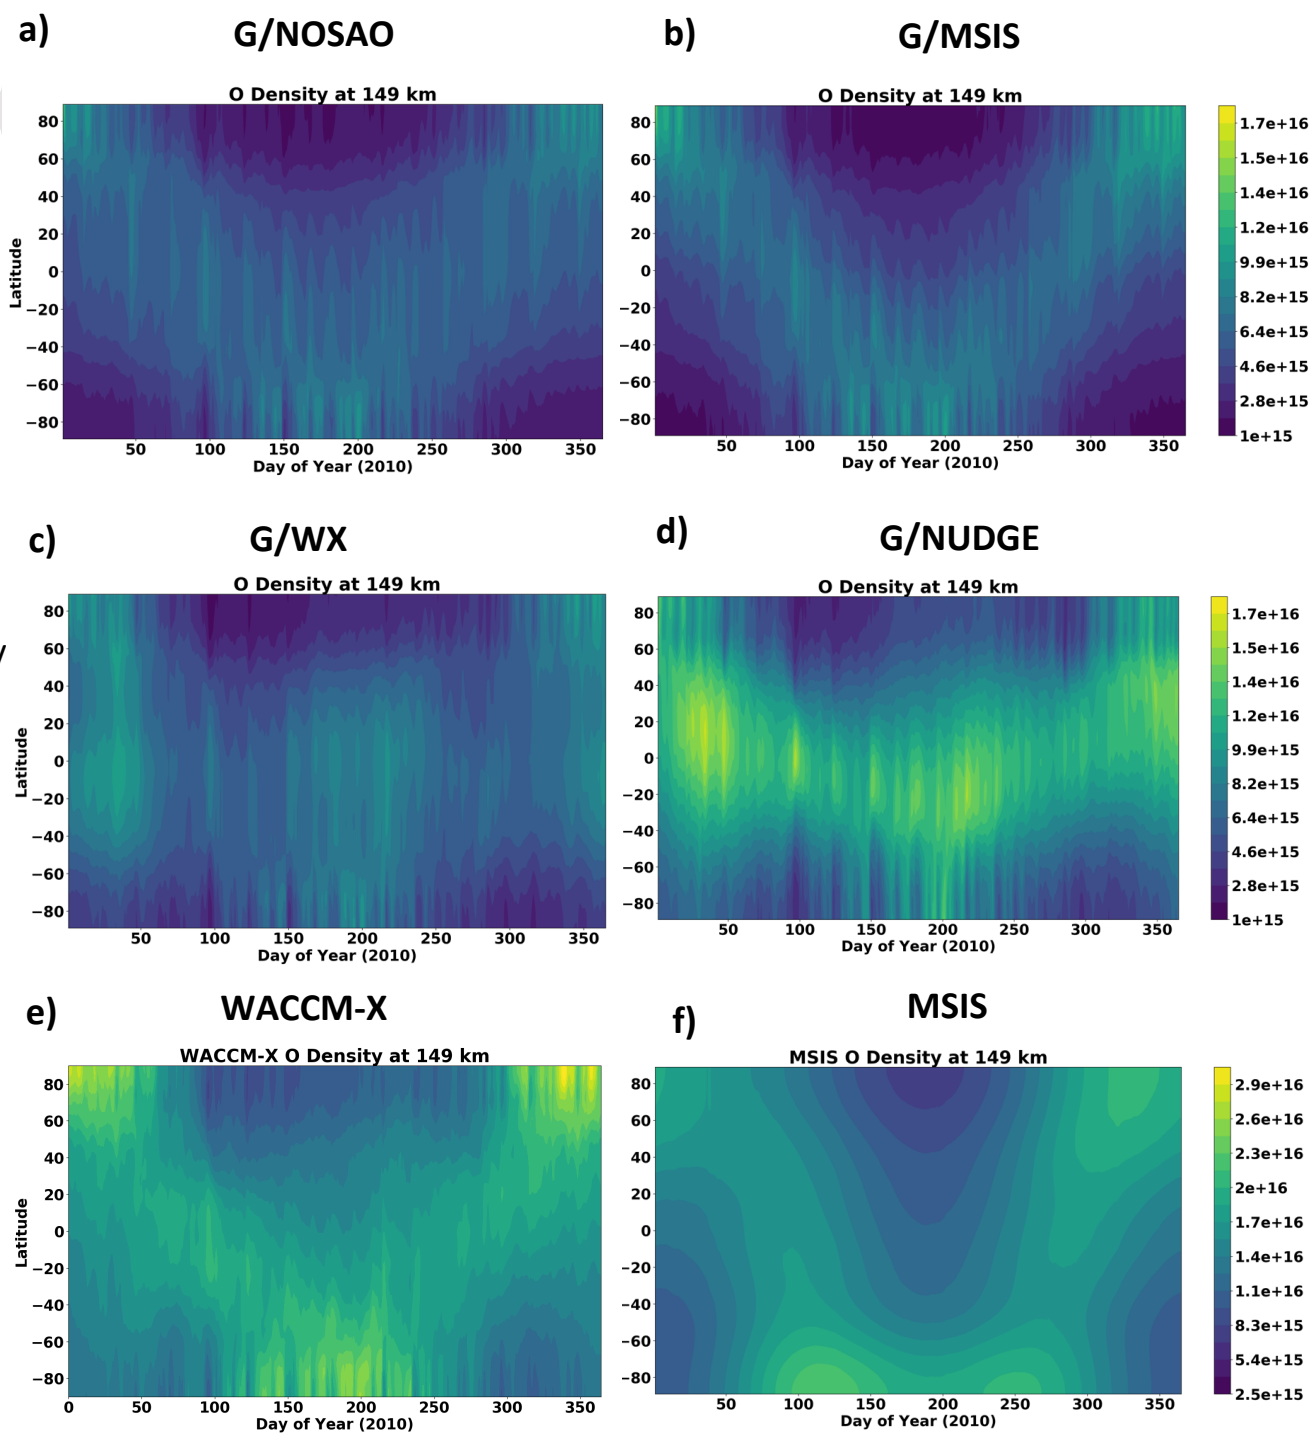 a) G/NOSAO
b) G/MSIS
O Density at 149 km
O Density at 149 km
Latitude
80
60
40
20
0
−20
−40
−60
−80
50 100 150 200 250 300 350
Day of Year (2010)
80
60
40
20
0
−20
−40
−60
−80
50 100 150 200 250 300 350
Day of Year (2010)
1.7e+16
1.5e+16
1.4e+16
1.2e+16
9.9e+15
8.2e+15
6.4e+15
4.6e+15
2.8e+15
1e+15
c) G/WX
d) G/NUDGE
O Density at 149 km
O Density at 149 km
Latitude
80
60
40
20
0
−20
−40
−60
−80
50 100 150 200 250 300 350
Day of Year (2010)
80
60
40
20
0
−20
−40
−60
−80
50 100 150 200 250 300 350
Day of Year (2010)
1.7e+16
1.5e+16
1.4e+16
1.2e+16
9.9e+15
8.2e+15
6.4e+15
4.6e+15
2.8e+15
1e+15
e) WACCM-X
f) MSIS
WACCM-X O Density at 149 km
MSIS O Density at 149 km
Latitude
80
60
40
20
0
−20
−40
−60
−80
0 50 100 150 200 250 300 350
Day of Year (2010)
80
60
40
20
0
−20
−40
−60
−80
50 100 150 200 250 300 350
Day of Year (2010)
2.9e+16
2.6e+16
2.3e+16
2e+16
1.7e+16
1.4e+16
1.1e+16
8.3e+15
5.4e+15
2.5e+15